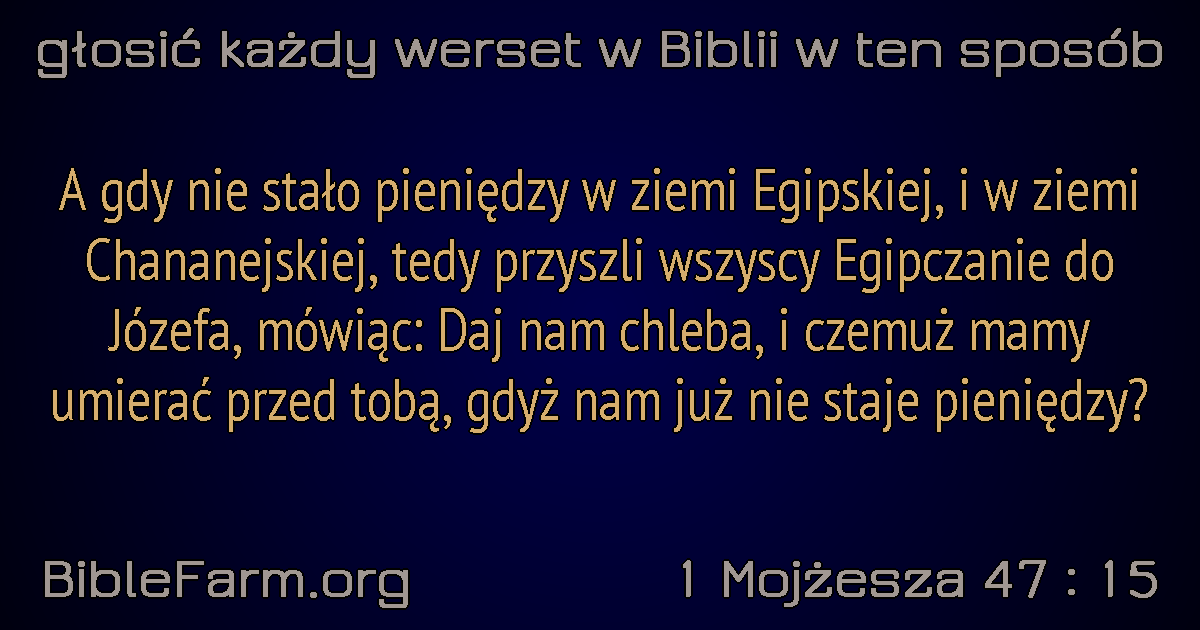 głosić każdy werset w Biblii w ten sposób
A gdy nie stało pieniędzy w ziemi Egipskiej, i w ziemi
Chananejskiej, tedy przyszli wszyscy Egipczanie do
Józefa, mówiąc: Daj nam chleba, i czemuż mamy
umierać przed tobą, gdyż nam już nie staje pieniędzy?
BibleFarm.org
1 Mojżesza 47 : 15